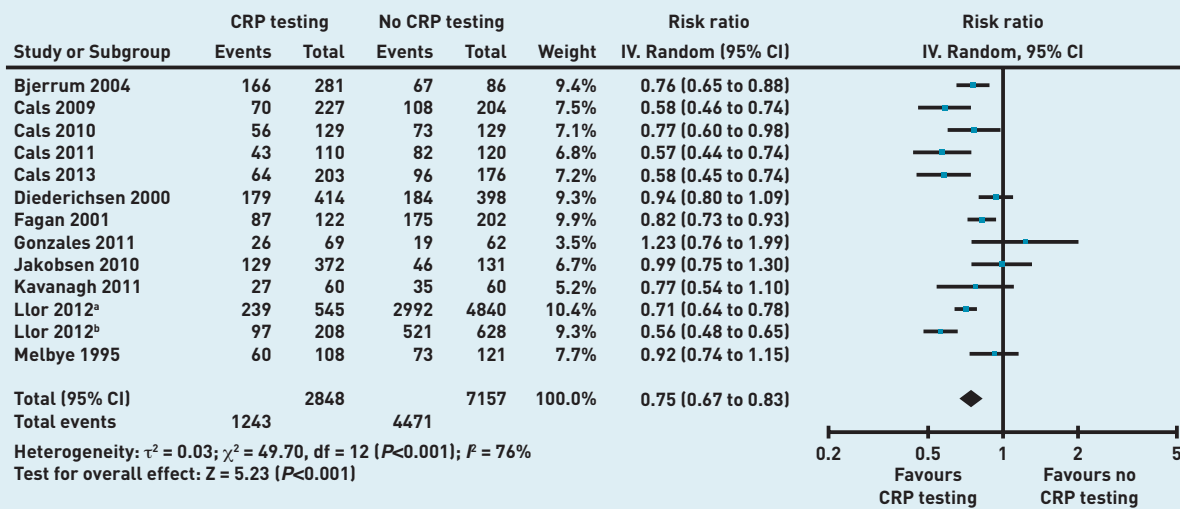 CRP testing No CRP testing Risk ratio Risk ratio
Study or Subgroup Events Total Events Total Weight IV. Random (95% CI) IV. Random, 95% CI
Bjerrum 2004 166 281 67 86 9.4% 0.76 (0.65 to 0.88)
Cals 2009 70 227 108 204 7.5% 0.58 (0.46 to 0.74)
Cals 2010 56 129 73 129 7.1% 0.77 (0.60 to 0.98)
Cals 2011 43 110 82 120 6.8% 0.57 (0.44 to 0.74)
Cals 2013 64 203 96 176 7.2% 0.58 (0.45 to 0.74)
Diederichsen 2000 179 414 184 398 9.3% 0.94 (0.80 to 1.09)
Fagan 2001 87 122 175 202 9.9% 0.82 (0.73 to 0.93)
Gonzales 2011 26 69 19 62 3.5% 1.23 (0.76 to 1.99)
Jakobsen 2010 129 372 46 131 6.7% 0.99 (0.75 to 1.30)
Kavanagh 2011 27 60 35 60 5.2% 0.77 (0.54 to 1.10)
Llor 2012ᵃ 239 545 2992 4840 10.4% 0.71 (0.64 to 0.78)
Llor 2012ᵇ 97 208 521 628 9.3% 0.56 (0.48 to 0.65)
Melbye 1995 60 108 73 121 7.7% 0.92 (0.74 to 1.15)
Total (95% CI) 2848 7157 100.0% 0.75 (0.67 to 0.83)
Total events 1243 4471
Heterogeneity: τ² = 0.03; χ² = 49.70, df = 12 (P<0.001); I² = 76%
Test for overall effect: Z = 5.23 (P<0.001)
0.2 0.5 1 2 5
Favours Favours no
CRP testing CRP testing